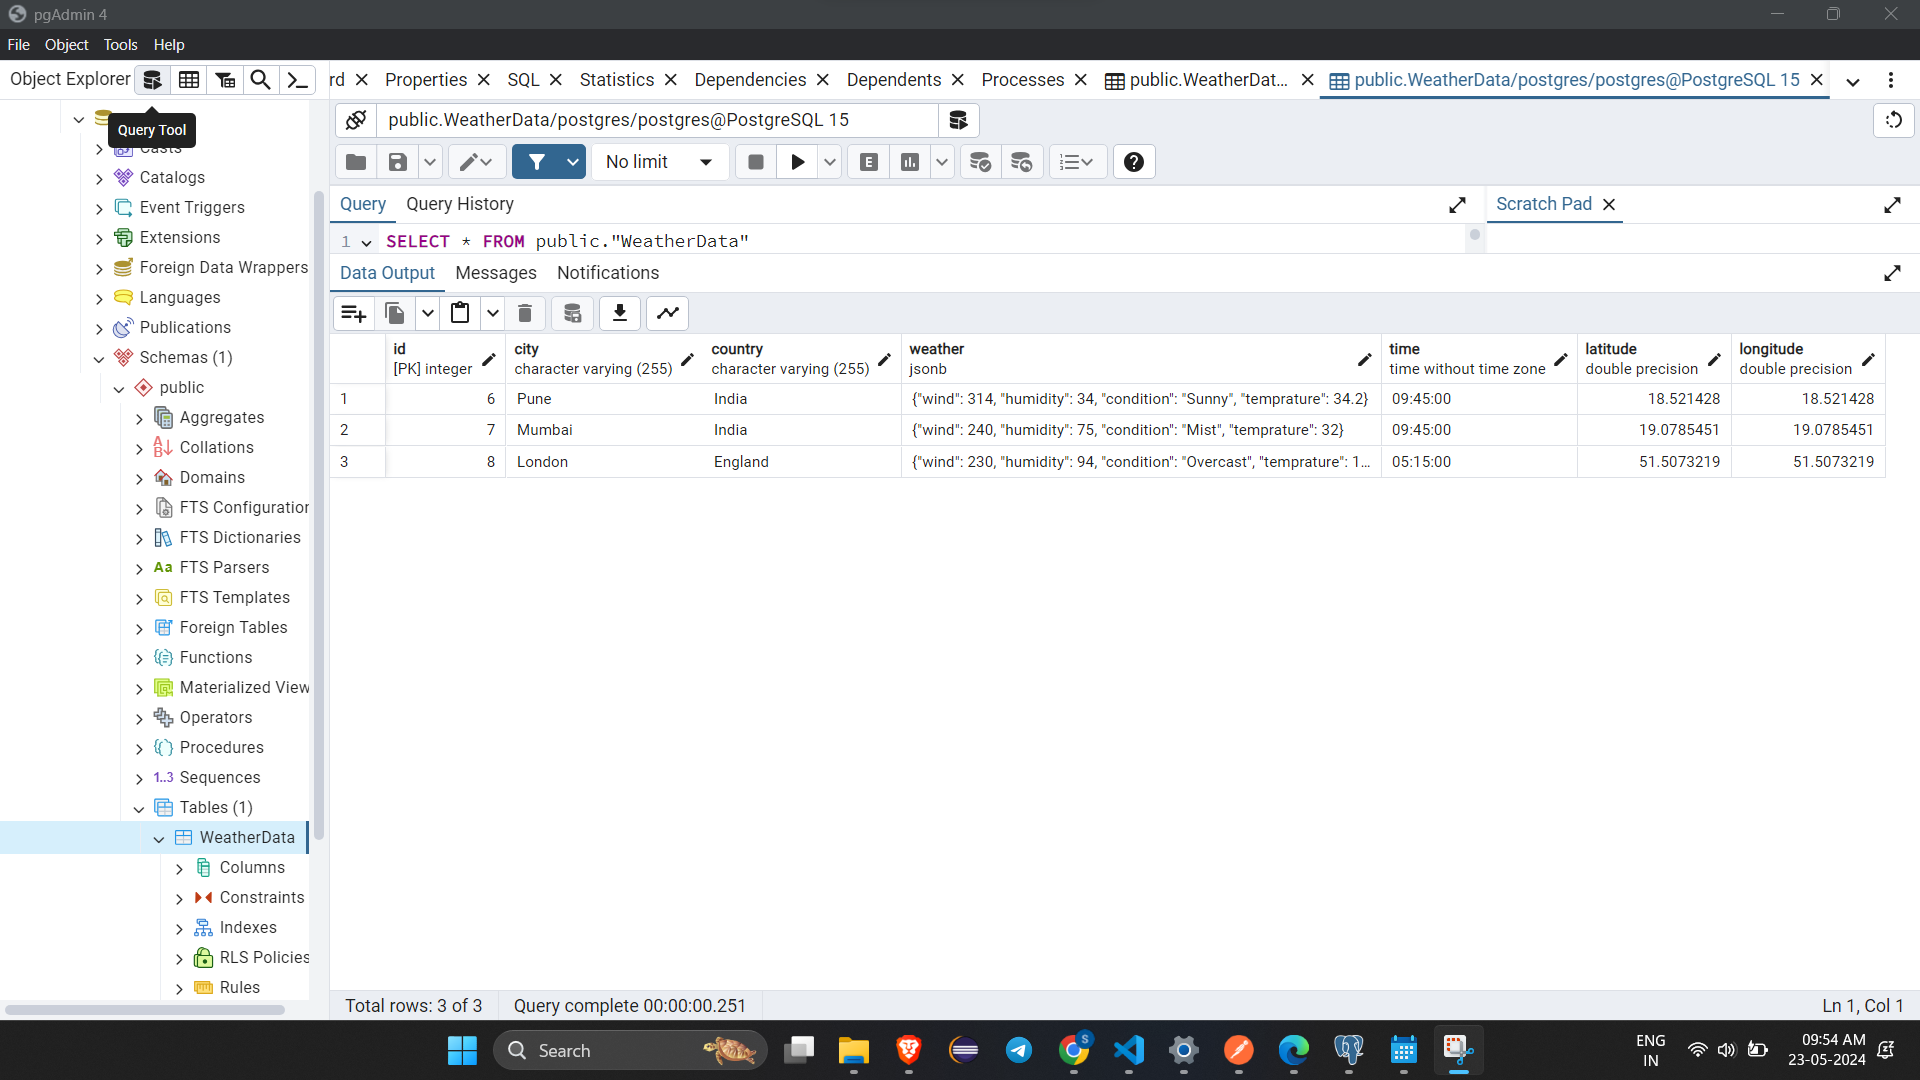 pgAdmin 4
File Object Tools Help
Object Explorer
rd Properties SQL Statistics Dependencies Dependents Processes public.WeatherDat... public.WeatherData/postgres/postgres@PostgreSQL 15
Query Tool
public.WeatherData/postgres/postgres@PostgreSQL 15
No limit
E
Query Query History
Scratch Pad
1 SELECT * FROM public."WeatherData"
Data Output Messages Notifications
id city country weather time latitude longitude
[PK] integer character varying (255) character varying (255) jsonb time without time zone double precision double precision
1 6 Pune India {"wind": 314, "humidity": 34, "condition": "Sunny", "temprature": 34.2} 09:45:00 18.521428 18.521428
2 7 Mumbai India {"wind": 240, "humidity": 75, "condition": "Mist", "temprature": 32} 09:45:00 19.0785451 19.0785451
3 8 London England {"wind": 230, "humidity": 94, "condition": "Overcast", "temprature": 1... 05:15:00 51.5073219 51.5073219
Casts
Catalogs
Event Triggers
Extensions
Foreign Data Wrappers
Languages
Publications
Schemas (1)
public
Aggregates
Collations
Domains
FTS Configuration
FTS Dictionaries
Aa FTS Parsers
FTS Templates
Foreign Tables
Functions
Materialized View
Operators
Procedures
1..3 Sequences
Tables (1)
WeatherData
Columns
Constraints
Indexes
RLS Policies
Rules
Total rows: 3 of 3 Query complete 00:00:00.251 Ln 1, Col 1
Search
S
ENG
IN
09:54 AM
23-05-2024